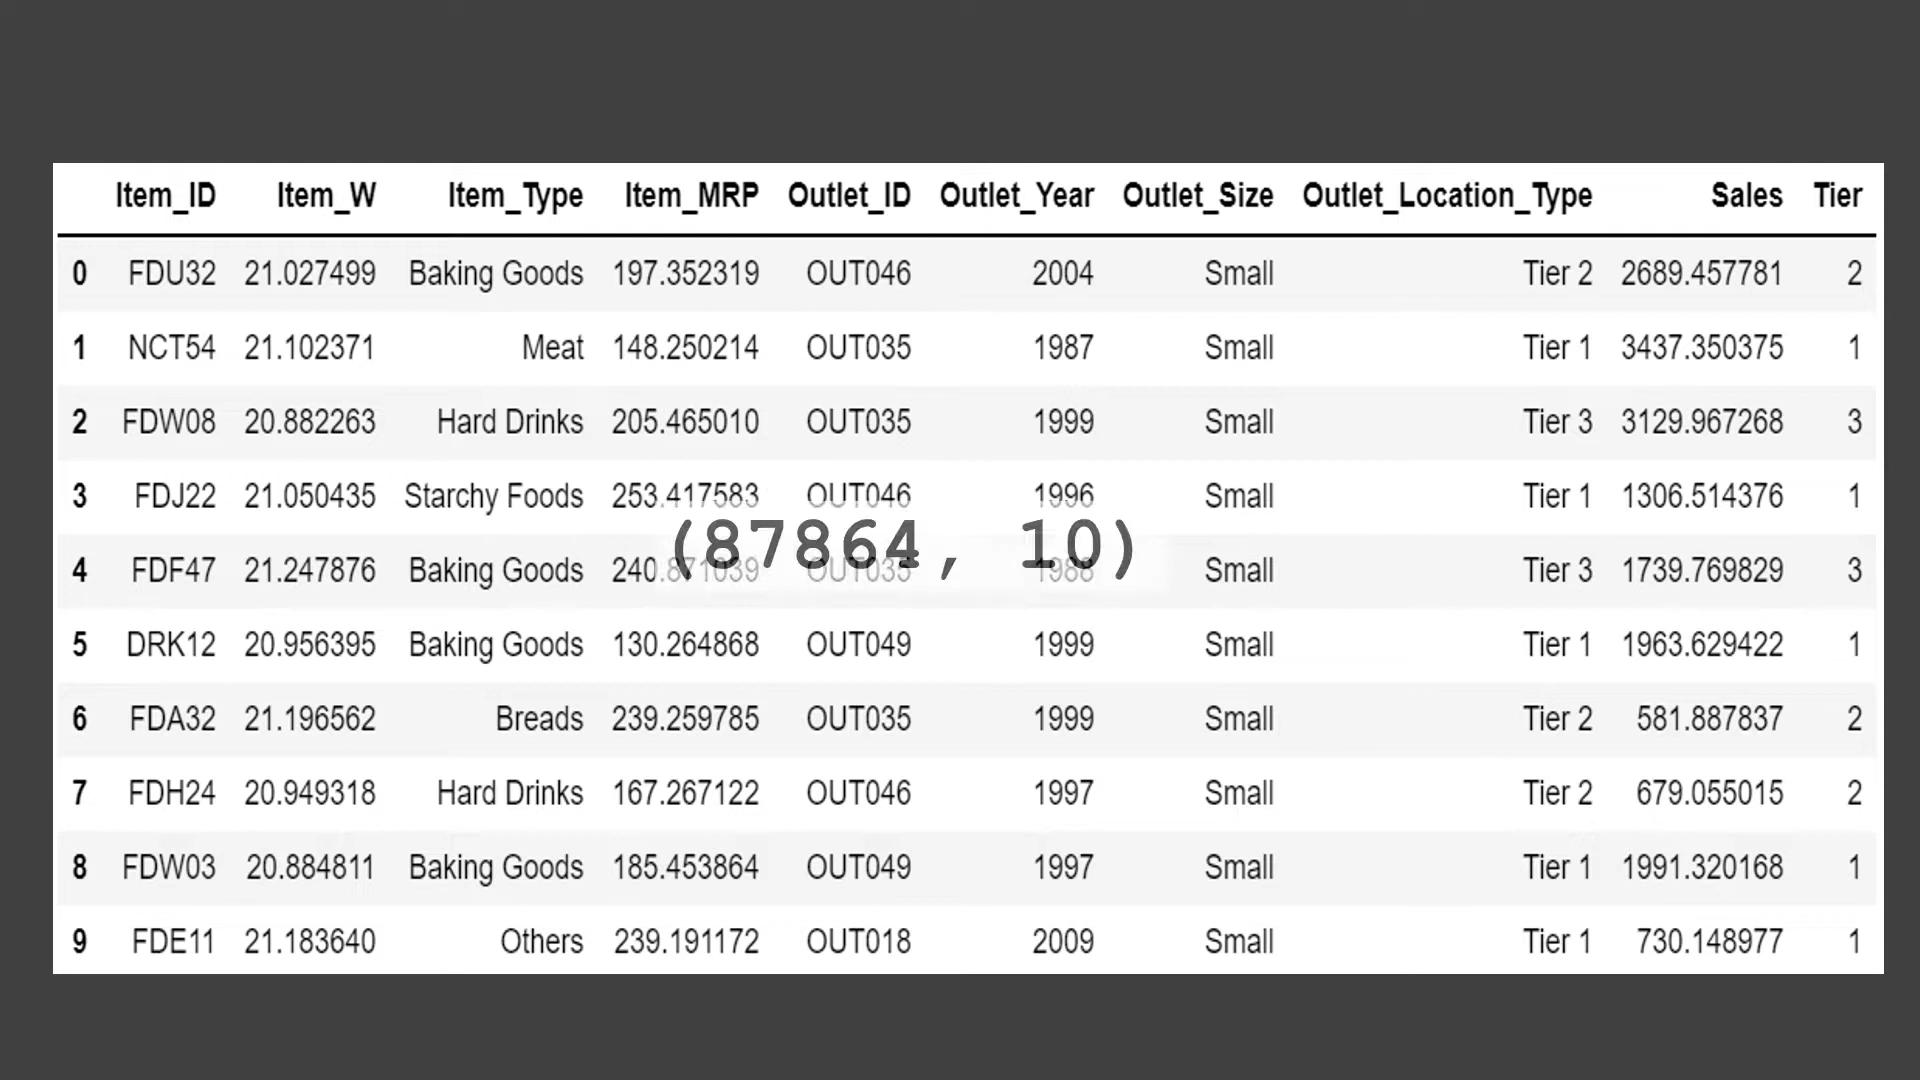 Item_ID Item_W Item_Type Item_MRP Outlet_ID Outlet_Year Outlet_Size Outlet_Location_Type Sales Tier
0 FDU32 21.027499 Baking Goods 197.352319 OUT046 2004 Small Tier 2 2689.457781 2
1 NCT54 21.102371 Meat 148.250214 OUT035 1987 Small Tier 1 3437.350375 1
2 FDW08 20.882263 Hard Drinks 205.465010 OUT035 1999 Small Tier 3 3129.967268 3
3 FDJ22 21.050435 Starchy Foods 253.417583 OUT046 1996 Small Tier 1 1306.514376 1
(87864, 10)
4 FDF47 21.247876 Baking Goods 240.871039 OUT035 1988 Small Tier 3 1739.769829 3
5 DRK12 20.956395 Baking Goods 130.264868 OUT049 1999 Small Tier 1 1963.629422 1
6 FDA32 21.196562 Breads 239.259785 OUT035 1999 Small Tier 2 581.887837 2
7 FDH24 20.949318 Hard Drinks 167.267122 OUT046 1997 Small Tier 2 679.055015 2
8 FDW03 20.884811 Baking Goods 185.453864 OUT049 1997 Small Tier 1 1991.320168 1
9 FDE11 21.183640 Others 239.191172 OUT018 2009 Small Tier 1 730.148977 1